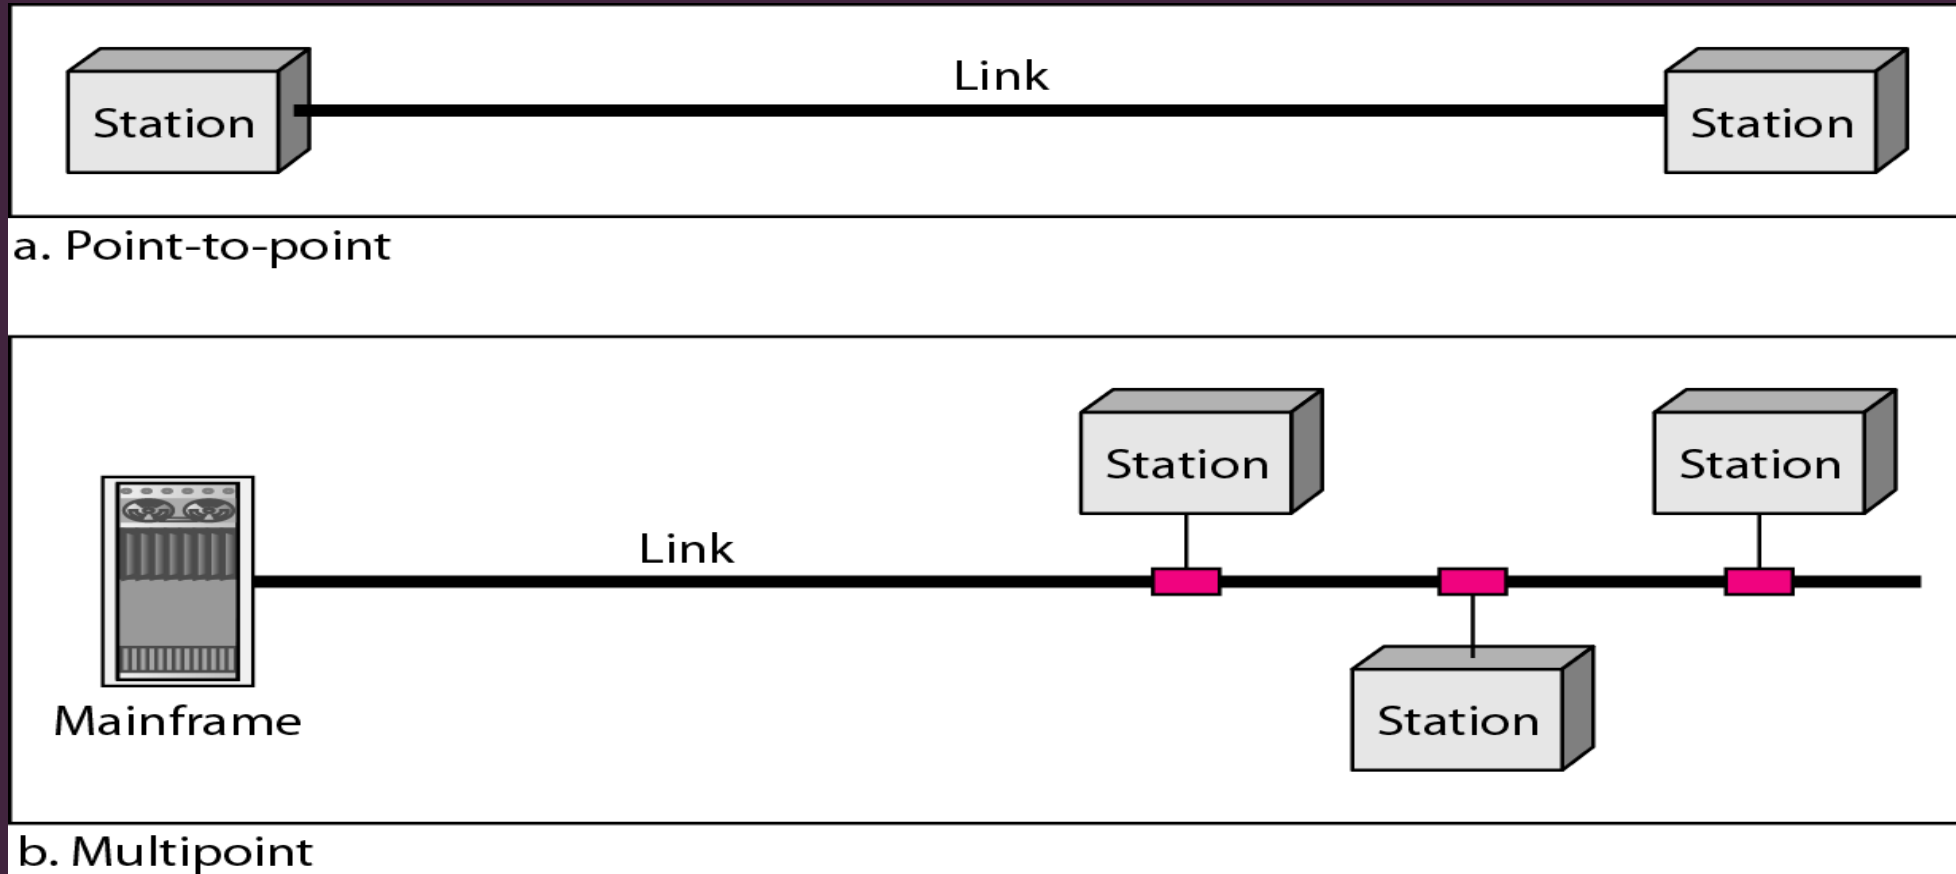 Link
Station
Station
a. Point-to-point
Station
Station
Link
Mainframe
Station
b. Multipoint